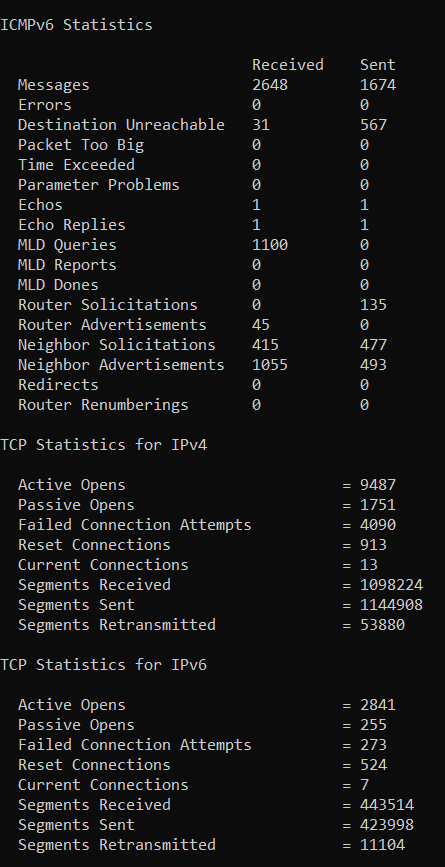 ICMPv6 Statistics
Received Sent
Messages 2648 1674
Errors 0 0
Destination Unreachable 31 567
Packet Too Big 0 0
Time Exceeded 0 0
Parameter Problems 0 0
Echos 1 1
Echo Replies 1 1
MLD Queries 1100 0
MLD Reports 0 0
MLD Dones 0 0
Router Solicitations 0 135
Router Advertisements 45 0
Neighbor Solicitations 415 477
Neighbor Advertisements 1055 493
Redirects 0 0
Router Renumberings 0 0
TCP Statistics for IPv4
Active Opens = 9487
Passive Opens = 1751
Failed Connection Attempts = 4090
Reset Connections = 913
Current Connections = 13
Segments Received = 1098224
Segments Sent = 1144908
Segments Retransmitted = 53880
TCP Statistics for IPv6
Active Opens = 2841
Passive Opens = 255
Failed Connection Attempts = 273
Reset Connections = 524
Current Connections = 7
Segments Received = 443514
Segments Sent = 423998
Segments Retransmitted = 11104